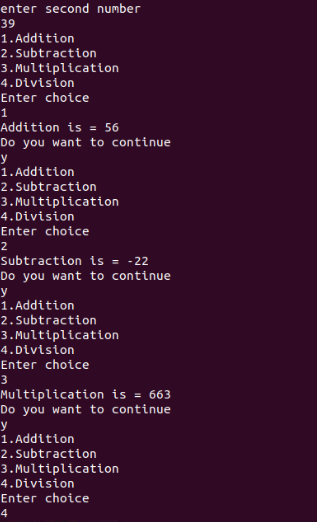 enter second number
39
1.Addition
2.Subtraction
3.Multiplication
4.Division
Enter choice
1
Addition is = 56
Do you want to continue
y
1.Addition
2.Subtraction
3.Multiplication
4.Division
Enter choice
2
Subtraction is = -22
Do you want to continue
y
1.Addition
2.Subtraction
3.Multiplication
4.Division
Enter choice
3
Multiplication is = 663
Do you want to continue
y
1.Addition
2.Subtraction
3.Multiplication
4.Division
Enter choice
4